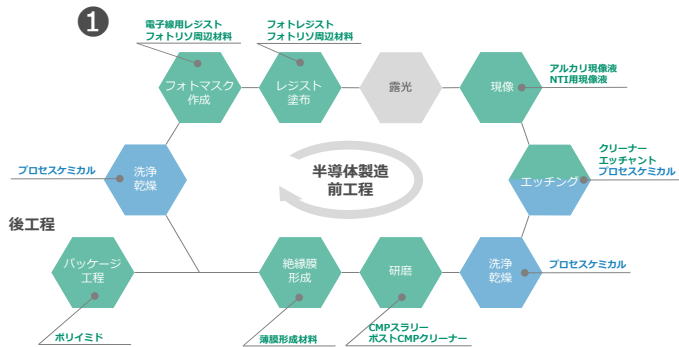 ❶
電子線用レジスト
フォトリソ周辺材料
フォトレジスト
フォトリソ周辺材料
フォトマスク
作成
レジスト
塗布
露光
現像
アルカリ現像液
NTI用現像液
プロセスケミカル
洗浄
乾燥
半導体製造
前工程
エッチング
クリーナー
エッチャント
プロセスケミカル
後工程
パッケージ
工程
絶縁膜
形成
研磨
洗浄
乾燥
プロセスケミカル
ポリイミド
薄膜形成材料
CMPスラリー
ポストCMPクリーナー